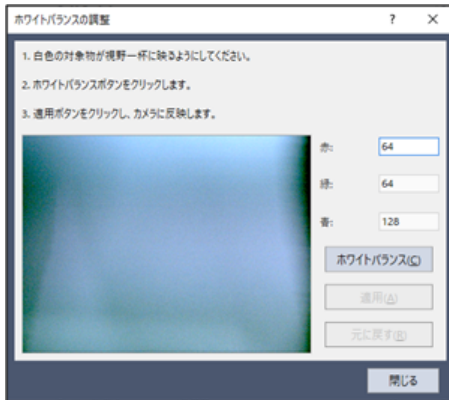 ホワイトバランスの調整
1. 白色の対象物が視野一杯に映るようにしてください。
2. ホワイトバランスボタンをクリックします。
3. 適用ボタンをクリックし、カメラに反映します。
赤: 64
緑: 64
青: 128
ホワイトバランス(C)
適用(A)
元に戻す(R)
閉じる